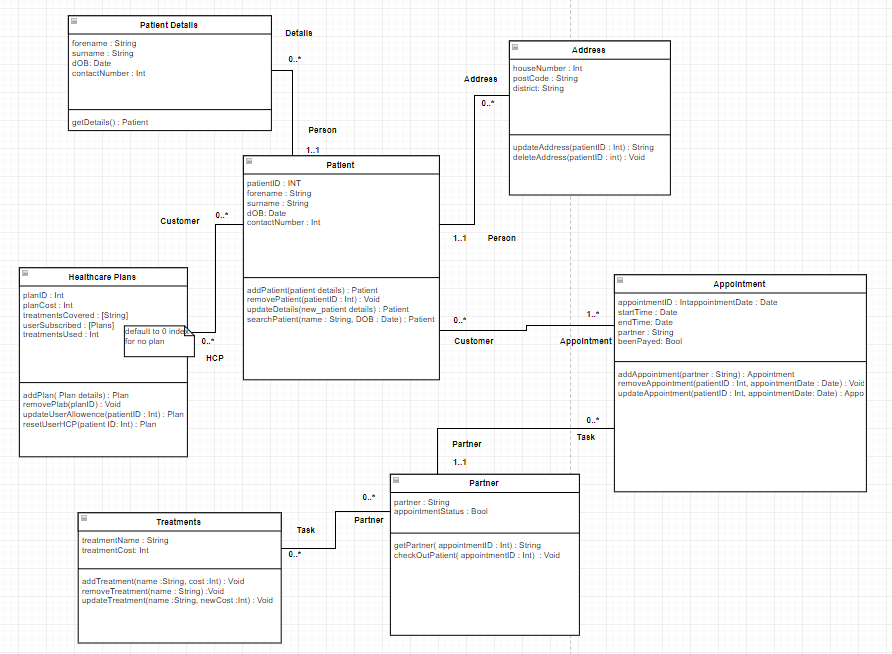 Patient Details
forename : String
surname : String
dOB: Date
contactNumber : Int
getDetails() : Patient
Details
0..*
Person
1..1
Address
houseNumber : Int
postCode : String
district: String
updateAddress(patientID : Int) : String
deleteAddress(patientID : int) : Void
Address
0..*
Patient
patientID : INT
forename : String
surname : String
dOB: Date
contactNumber : Int
addPatient(patient details) : Patient
removePatient(patientID : Int) : Void
updateDetails(new_patient details) : Patient
searchPatient(name : String, DOB : Date) : Patient
Customer
0..*
1..1
Person
Healthcare Plans
planID : Int
planCost : Int
treatmentsCovered : [String]
userSubscribed : [Plans]
treatmentsUsed : Int
default to 0 index
for no plan
addPlan( Plan details) : Plan
removePlab(planID) : Void
updateUserAllowence(patientID : Int) : Plan
resetUserHCP(patient ID: Int) : Plan
0..*
HCP
0..*
Customer
1..*
Appointment
Appointment
appointmentID : IntappointmentDate : Date
startTime : Date
endTime: Date
partner : String
beenPayed: Bool
addAppointment(partner : String) : Appointment
removeAppointment(patientID : Int, appointmentDate : Date) : Void
updateAppointment(patientID : Int, appointmentDate: Date) : Appo
0..*
Task
Partner
1..1
Partner
partner : String
appointmentStatus : Bool
getPartner( appointmentID : Int) : String
checkOutPatient( appointmentID : Int) : Void
0..*
Partner
Task
0..*
Treatments
treatmentName : String
treatmentCost: Int
addTreatment(name :String, cost :Int) : Void
removeTreatment(name : String) :Void
updateTreatment(name :String, newCost :Int) : Void